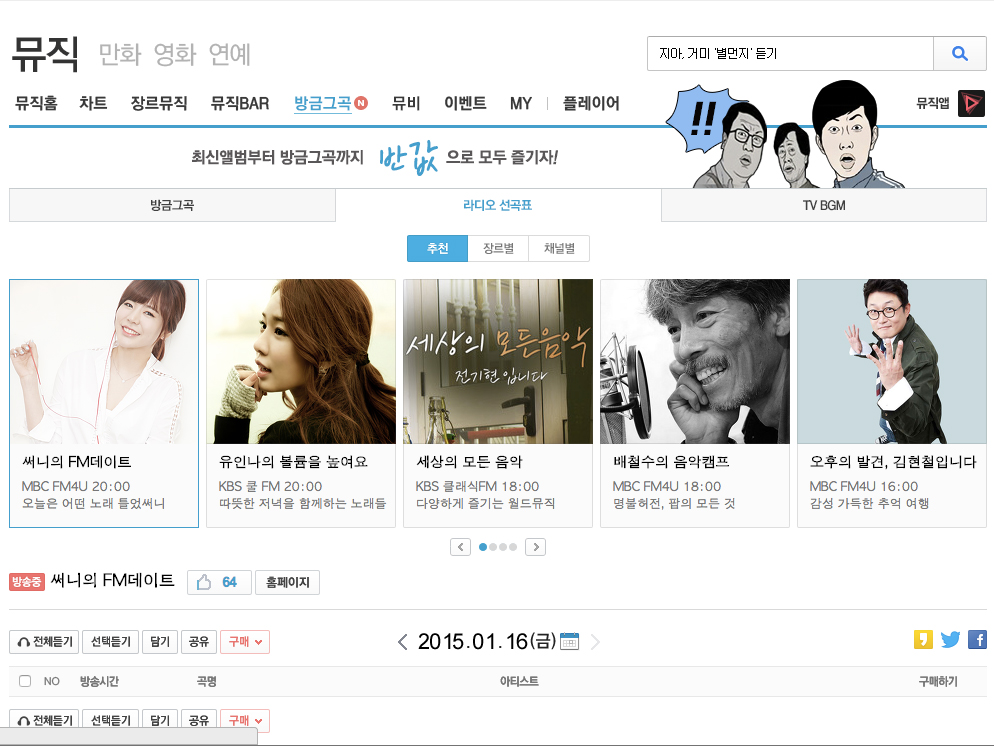 뮤직 만화 영화 연예
지아, 거미 '별먼지' 듣기
뮤직홈 차트 장르뮤직 뮤직BAR 방금그곡 N 뮤비 이벤트 MY 플레이어
뮤직앱
!!
최신앨범부터 방금그곡까지 반값으로 모두 즐기자!
방금그곡 라디오 선곡표 TV BGM
추천 장르별 채널별
세상의 모든음악
전기현입니다
써니의 FM데이트
MBC FM4U 20:00
오늘은 어떤 노래 들었써니
유인나의 볼륨을 높여요
KBS 쿨 FM 20:00
따뜻한 저녁을 함께하는 노래들
세상의 모든 음악
KBS 클래식FM 18:00
다양하게 즐기는 월드뮤직
배철수의 음악캠프
MBC FM4U 18:00
명불허전, 팝의 모든 것
오후의 발견, 김현철입니다
MBC FM4U 16:00
감성 가득한 추억 여행
방송중 써니의 FM데이트 64 홈페이지
전체듣기 선택듣기 담기 공유 구매 2015.01.16(금)
NO 방송시간 곡명 아티스트 구매하기
전체듣기 선택듣기 담기 공유 구매